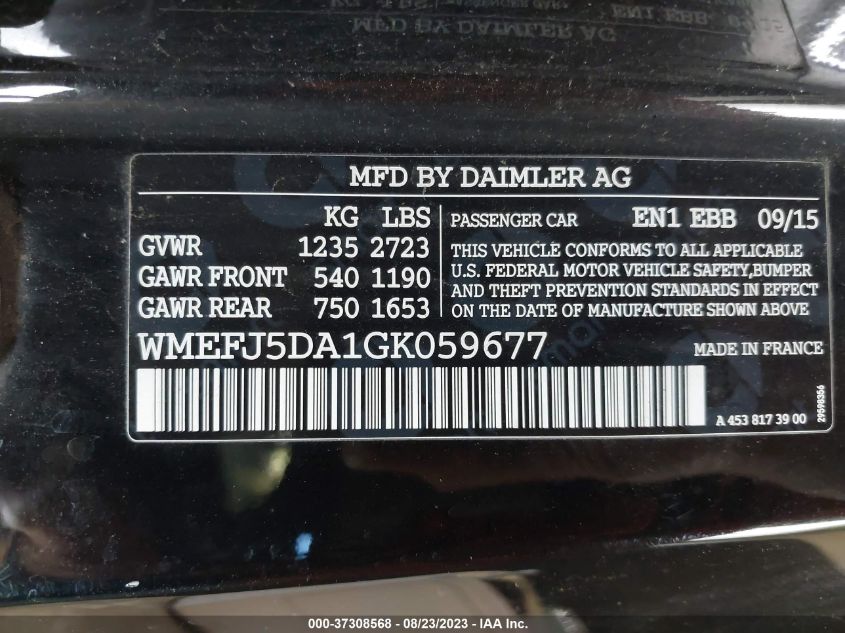 MFD BY DAIMLER AG
KG LBS
GVWR 1235 2723
GAWR FRONT 540 1190
GAWR REAR 750 1653
PASSENGER CAR EN1 EBB 09/15
THIS VEHICLE CONFORMS TO ALL APPLICABLE
U.S. FEDERAL MOTOR VEHICLE SAFETY,BUMPER
AND THEFT PREVENTION STANDARDS IN EFFECT
ON THE DATE OF MANUFACTURE SHOWN ABOVE
WMEFJ5DA1GK059677 MADE IN FRANCE
A 453 817 39 00
29598356
000-37308568 - 08/23/2023 - IAA Inc.